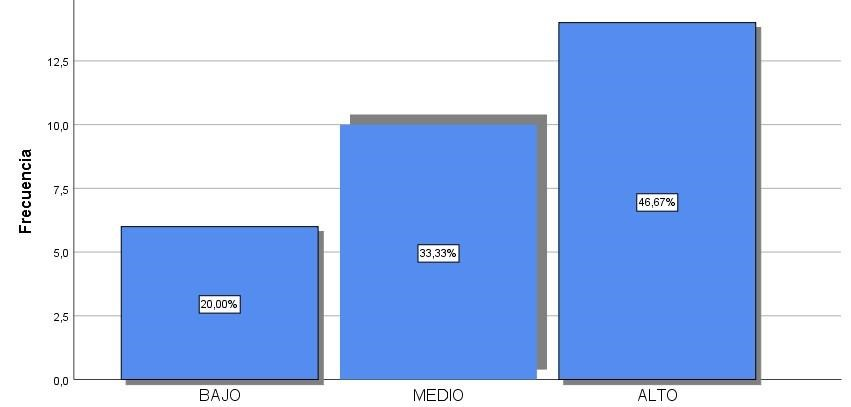 Frecuencia
12,5
10,0
7,5
5,0
2,5
0,0
20,00%
33,33%
46,67%
BAJO
MEDIO
ALTO